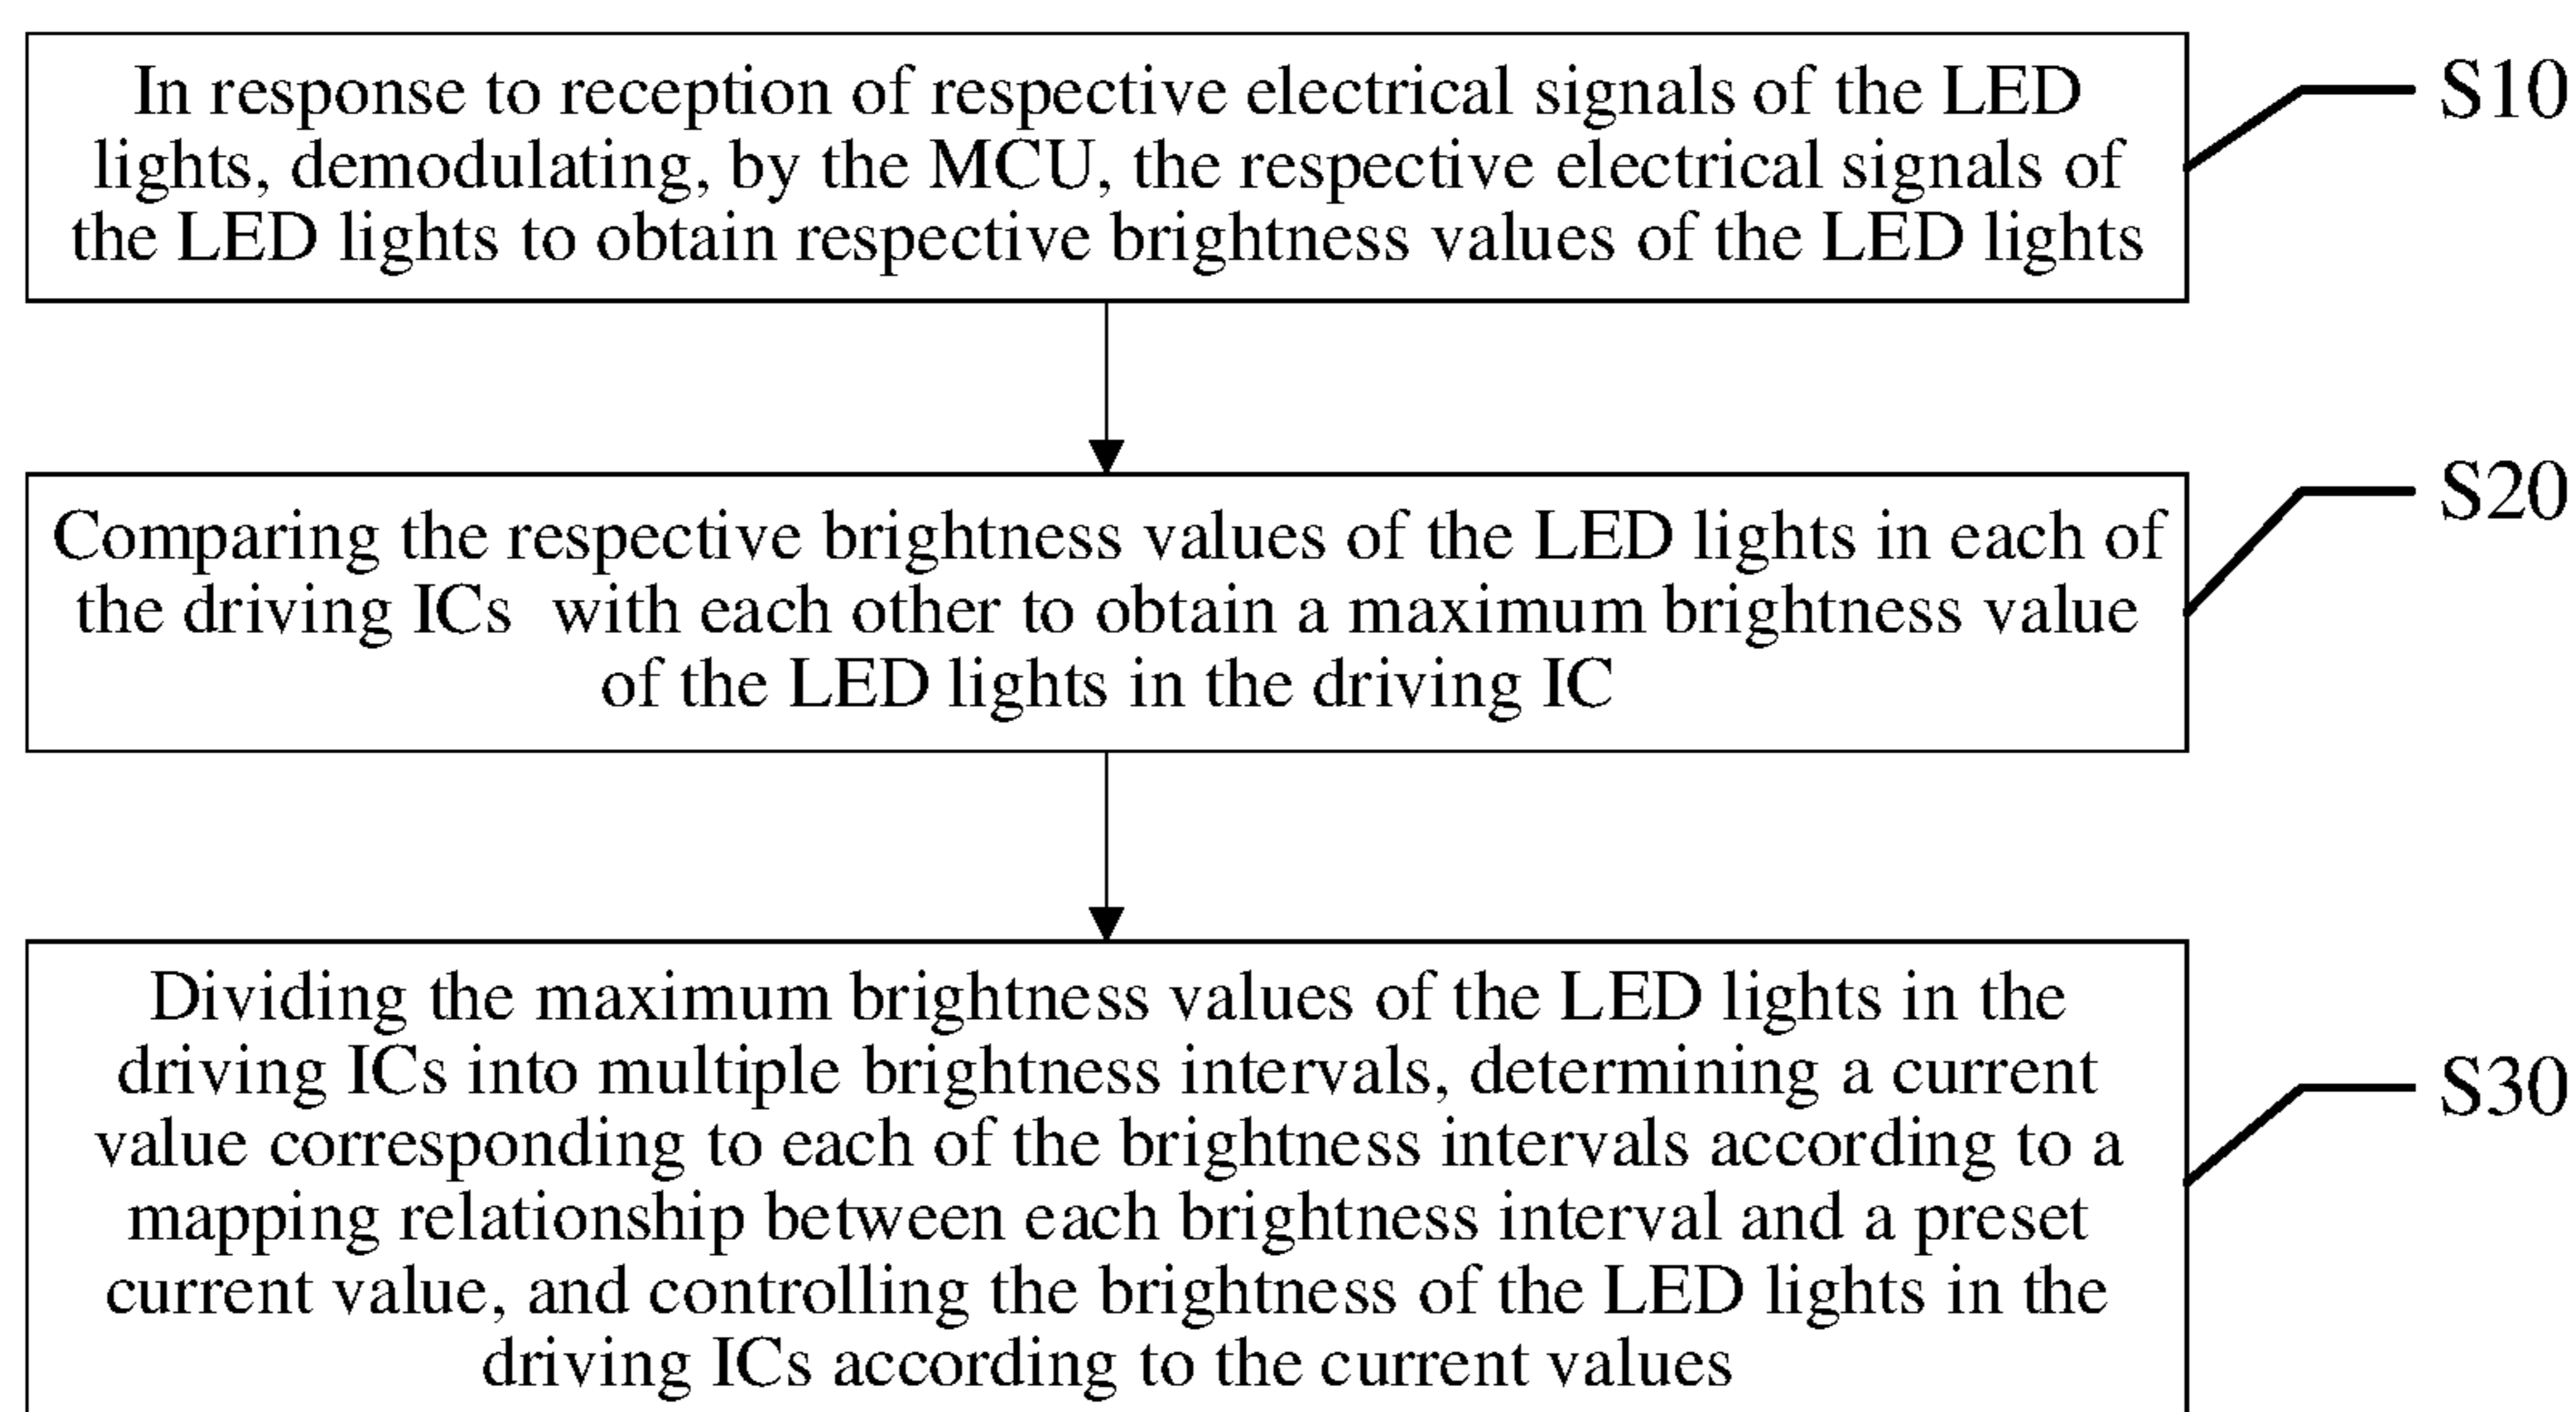 In response to reception of respective electrical signals of the LED
lights, demodulating, by the MCU, the respective electrical signals of
the LED lights to obtain respective brightness values of the LED lights
S10
Comparing the respective brightness values of the LED lights in each of
the driving ICs with each other to obtain a maximum brightness value
of the LED lights in the driving IC
S20
Dividing the maximum brightness values of the LED lights in the
driving ICs into multiple brightness intervals, determining a current
value corresponding to each of the brightness intervals according to a
mapping relationship between each brightness interval and a preset
current value, and controlling the brightness of the LED lights in the
driving ICs according to the current values
S30